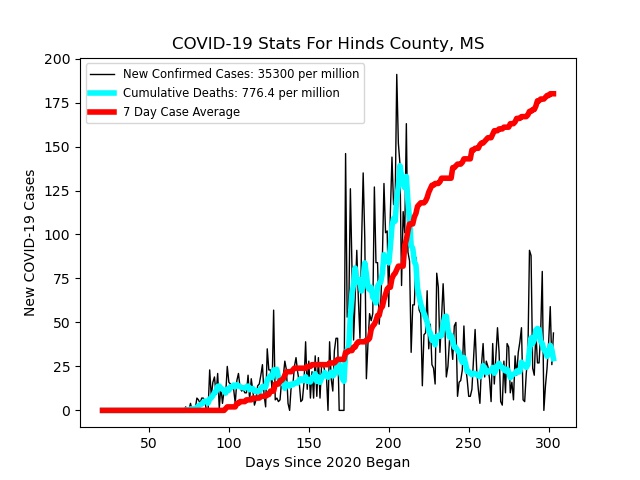 COVID-19 Stats For Hinds County, MS
New Confirmed Cases: 35300 per million
Cumulative Deaths: 776.4 per million
7 Day Case Average
New COVID-19 Cases
200
175
150
125
100
75
50
25
0
50 100 150 200 250 300
Days Since 2020 Began